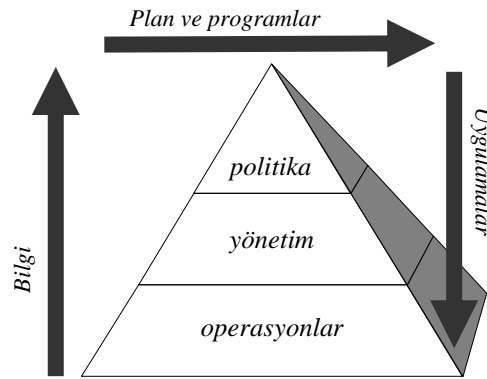 Plan ve programlar
politika
yönetim
operasyonlar
Bilgi
Uygulamalar